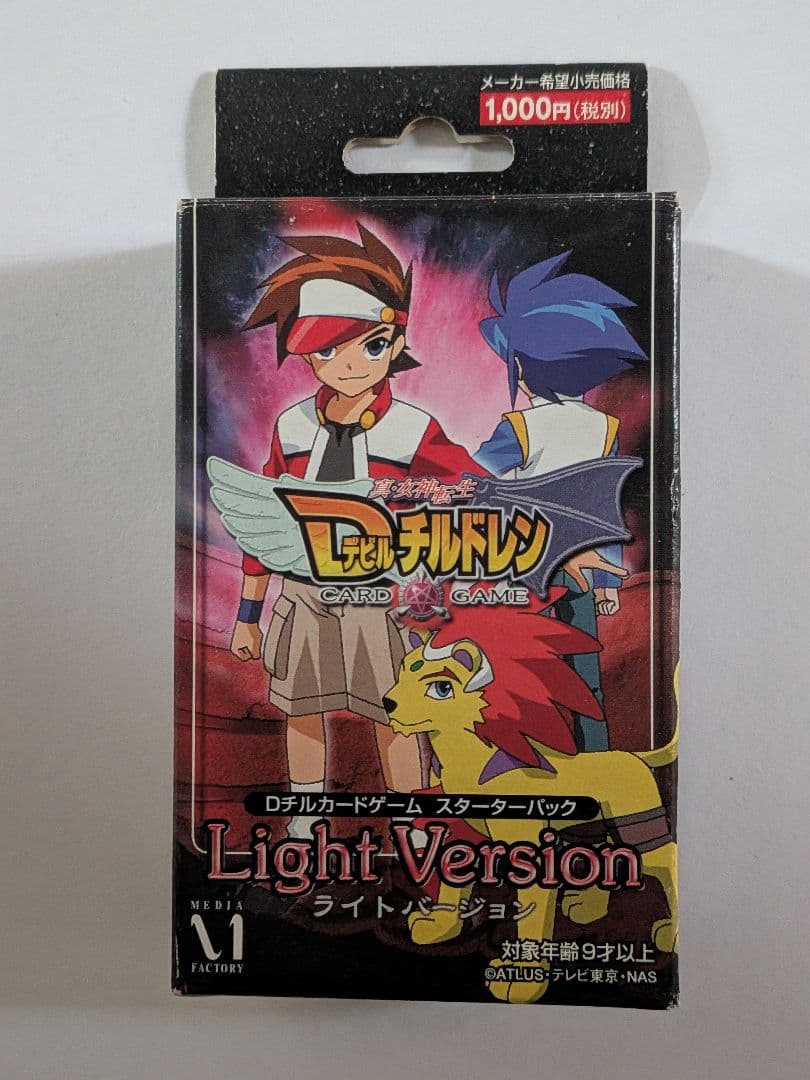 メーカー希望小売価格
1,000円(税別)
真・女神転生
Dデビルチルドレン
CARD GAME
Dチルカードゲーム スターターパック
Light Version
ライトバージョン
MEDIA
FACTORY
対象年齢9才以上
©ATLUS・テレビ東京・NAS